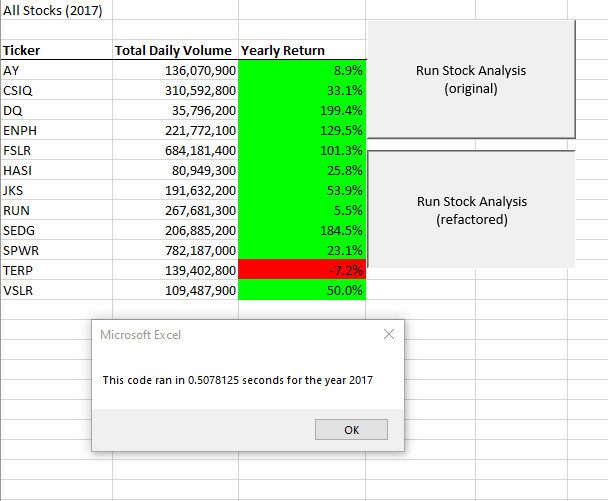 All Stocks (2017)
Ticker Total Daily Volume Yearly Return
AY 136,070,900 8.9%
CSIQ 310,592,800 33.1%
DQ 35,796,200 199.4%
ENPH 221,772,100 129.5%
FSLR 684,181,400 101.3%
HASI 80,949,300 25.8%
JKS 191,632,200 53.9%
RUN 267,681,300 5.5%
SEDG 206,885,200 184.5%
SPWR 782,187,000 23.1%
TERP 139,402,800 -7.2%
VSLR 109,487,900 50.0%
Run Stock Analysis
(original)
Run Stock Analysis
(refactored)
Microsoft Excel
This code ran in 0.5078125 seconds for the year 2017
OK